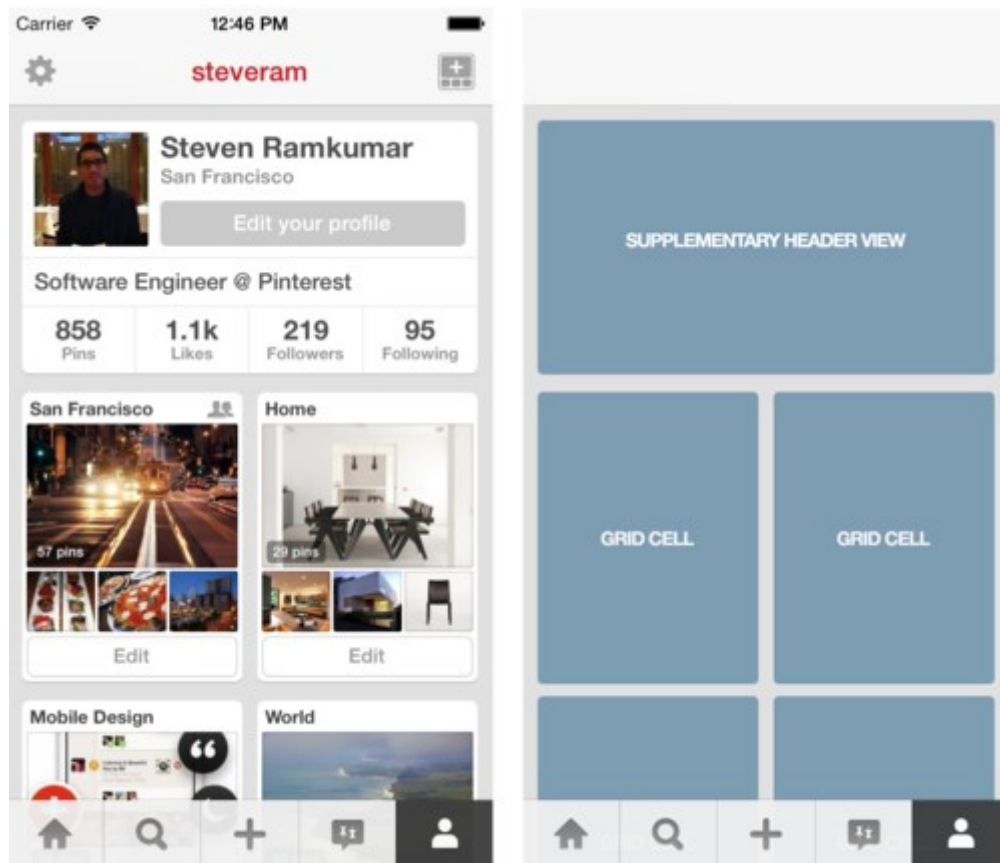 Carrier 12:46 PM
steveram
Steven Ramkumar
San Francisco
Edit your profile
Software Engineer @ Pinterest
858 1.1k 219 95
Pins Likes Followers Following
San Francisco Home
57 pins 29 pins
Edit Edit
Mobile Design World
SUPPLEMENTARY HEADER VIEW
GRID CELL GRID CELL